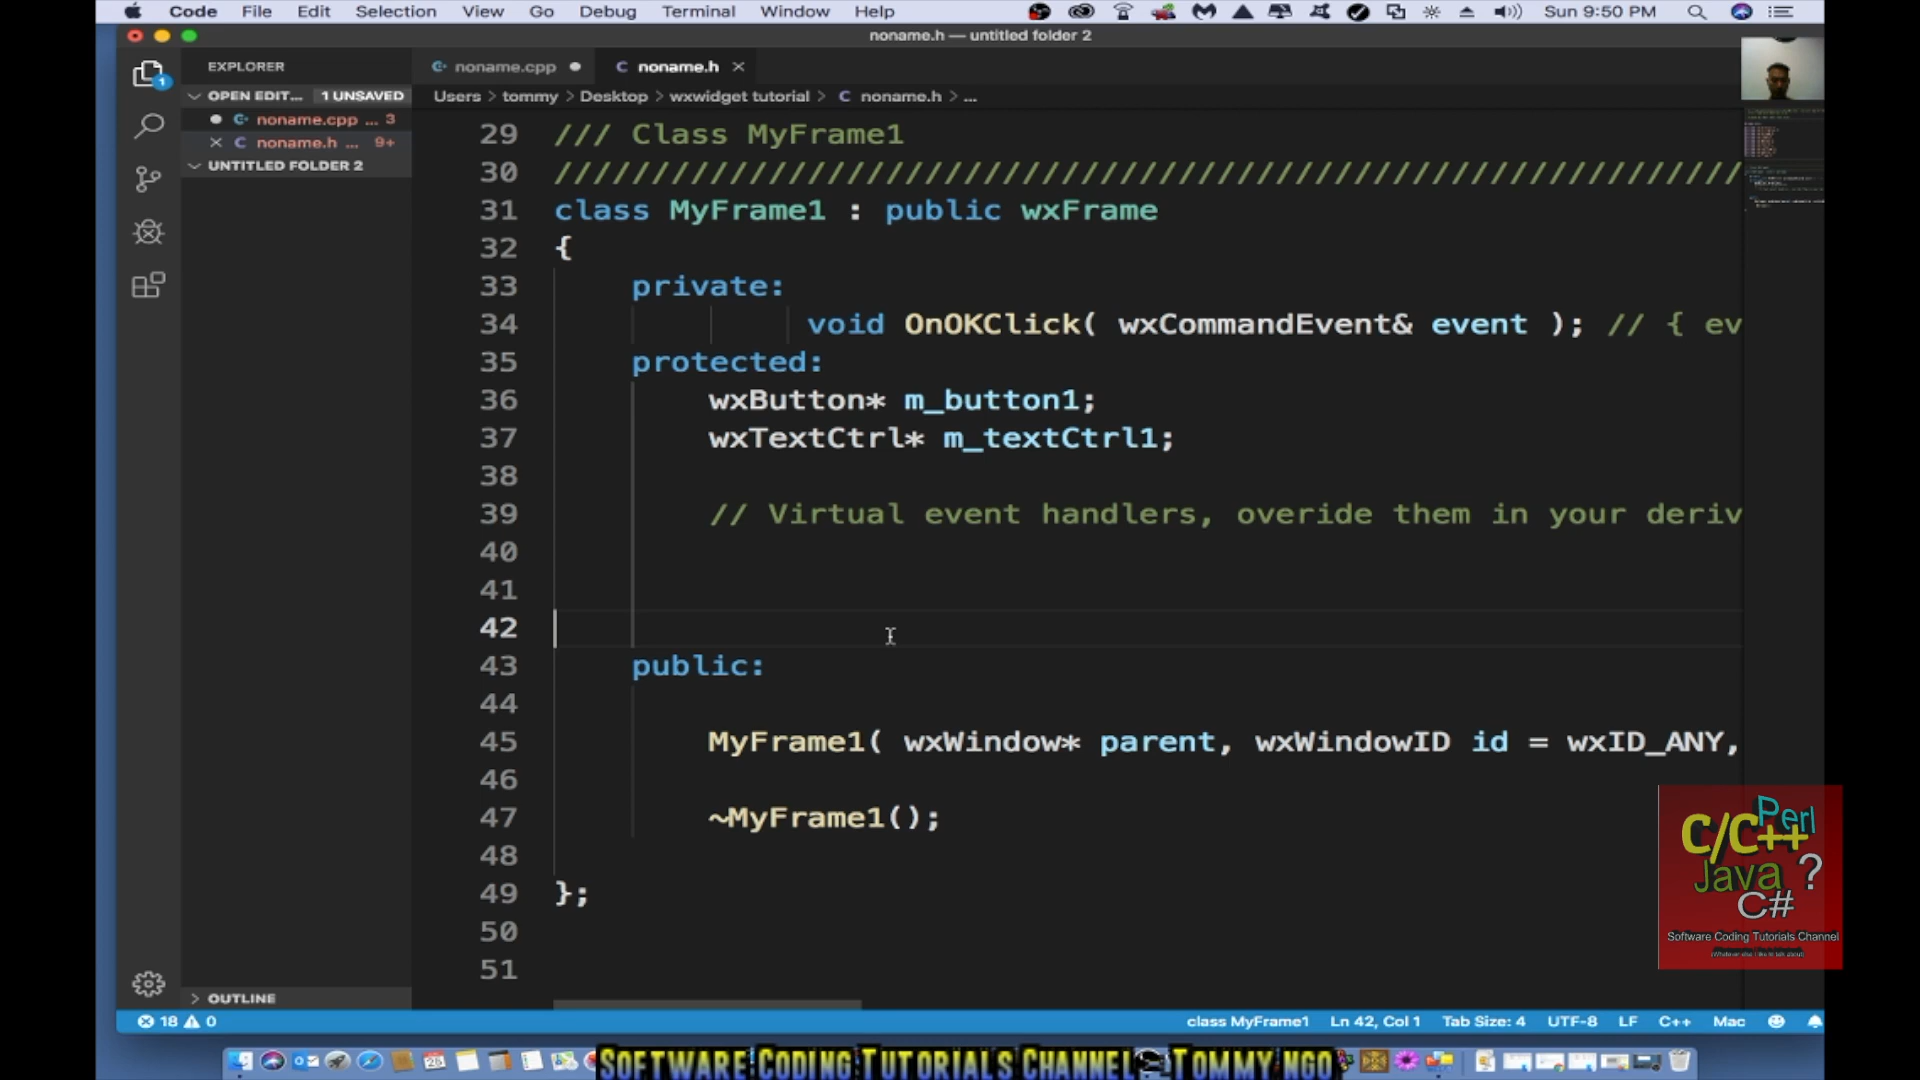 Code File Edit Selection View Go Debug Terminal Window Help Sun 9:50 PM
noname.h — untitled folder 2
EXPLORER
noname.cpp
noname.h
OPEN EDIT... 1 UNSAVED
Users > tommy > Desktop > wxwidget tutorial > C noname.h > ...
noname.cpp ... 3
noname.h ... 9+
UNTITLED FOLDER 2
29 /// Class MyFrame1
30 ///////////////////////////////////////////////////////////////
31 class MyFrame1 : public wxFrame
32 {
33 private:
34 void OnOKClick( wxCommandEvent& event ); // { ev
35 protected:
36 wxButton* m_button1;
37 wxTextCtrl* m_textCtrl1;
38
39 // Virtual event handlers, overide them in your deriv
40
41
42
43 public:
44
45 MyFrame1( wxWindow* parent, wxWindowID id = wxID_ANY,
46
47 ~MyFrame1();
48
49 };
50
51
OUTLINE
18 0 class MyFrame1 Ln 42, Col 1 Tab Size: 4 UTF-8 LF C++ Mac
C/C++ Perl
Java ?
C#
Software Coding Tutorials Channel
SOFTWARE CODING TUTORIALS CHANNEL - TOMMY NGO